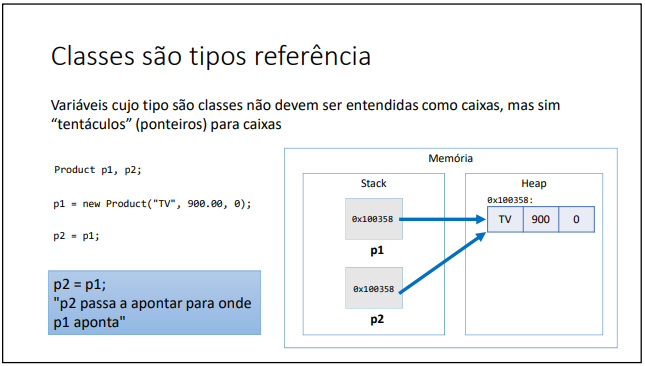 Classes são tipos referência
Variáveis cujo tipo são classes não devem ser entendidas como caixas, mas sim
“tentáculos” (ponteiros) para caixas
Product p1, p2;
p1 = new Product("TV", 900.00, 0);
p2 = p1;
p2 = p1;
"p2 passa a apontar para onde
p1 aponta"
Memória
Stack
0x100358
p1
0x100358
p2
Heap
0x100358:
TV 900 0